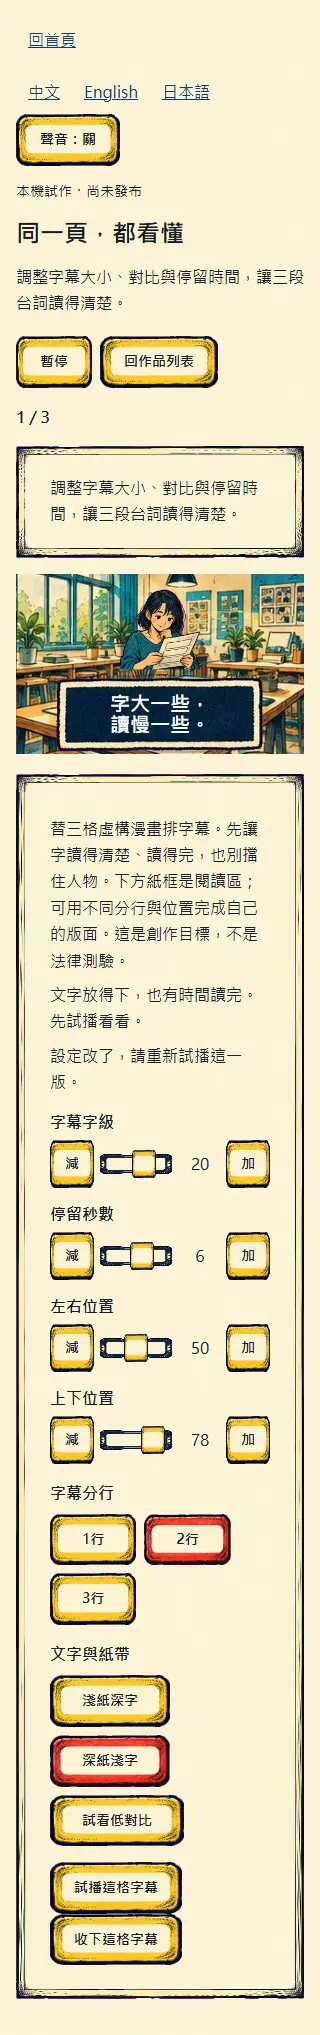 回首頁
中文 English 日本語
聲音：關
本機試作・尚未發布
同一頁，都看懂
調整字幕大小、對比與停留時間，讓三段
台詞讀得清楚。
暫停 回作品列表
1 / 3
調整字幕大小、對比與停留時
間，讓三段台詞讀得清楚。
字大一些，
讀慢一些。
替三格虛構漫畫排字幕。先讓
字讀得清楚、讀得完，也別擋
住人物。下方紙框是閱讀區；
可用不同分行與位置完成自己
的版面。這是創作目標，不是
法律測驗。
文字放得下，也有時間讀完。
先試播看看。
設定改了，請重新試播這一
版。
字幕字級
減 20 加
停留秒數
減 6 加
左右位置
減 50 加
上下位置
減 78 加
字幕分行
1行 2行
3行
文字與紙帶
淺紙深字
深紙淺字
試看低對比
試播這格字幕
收下這格字幕